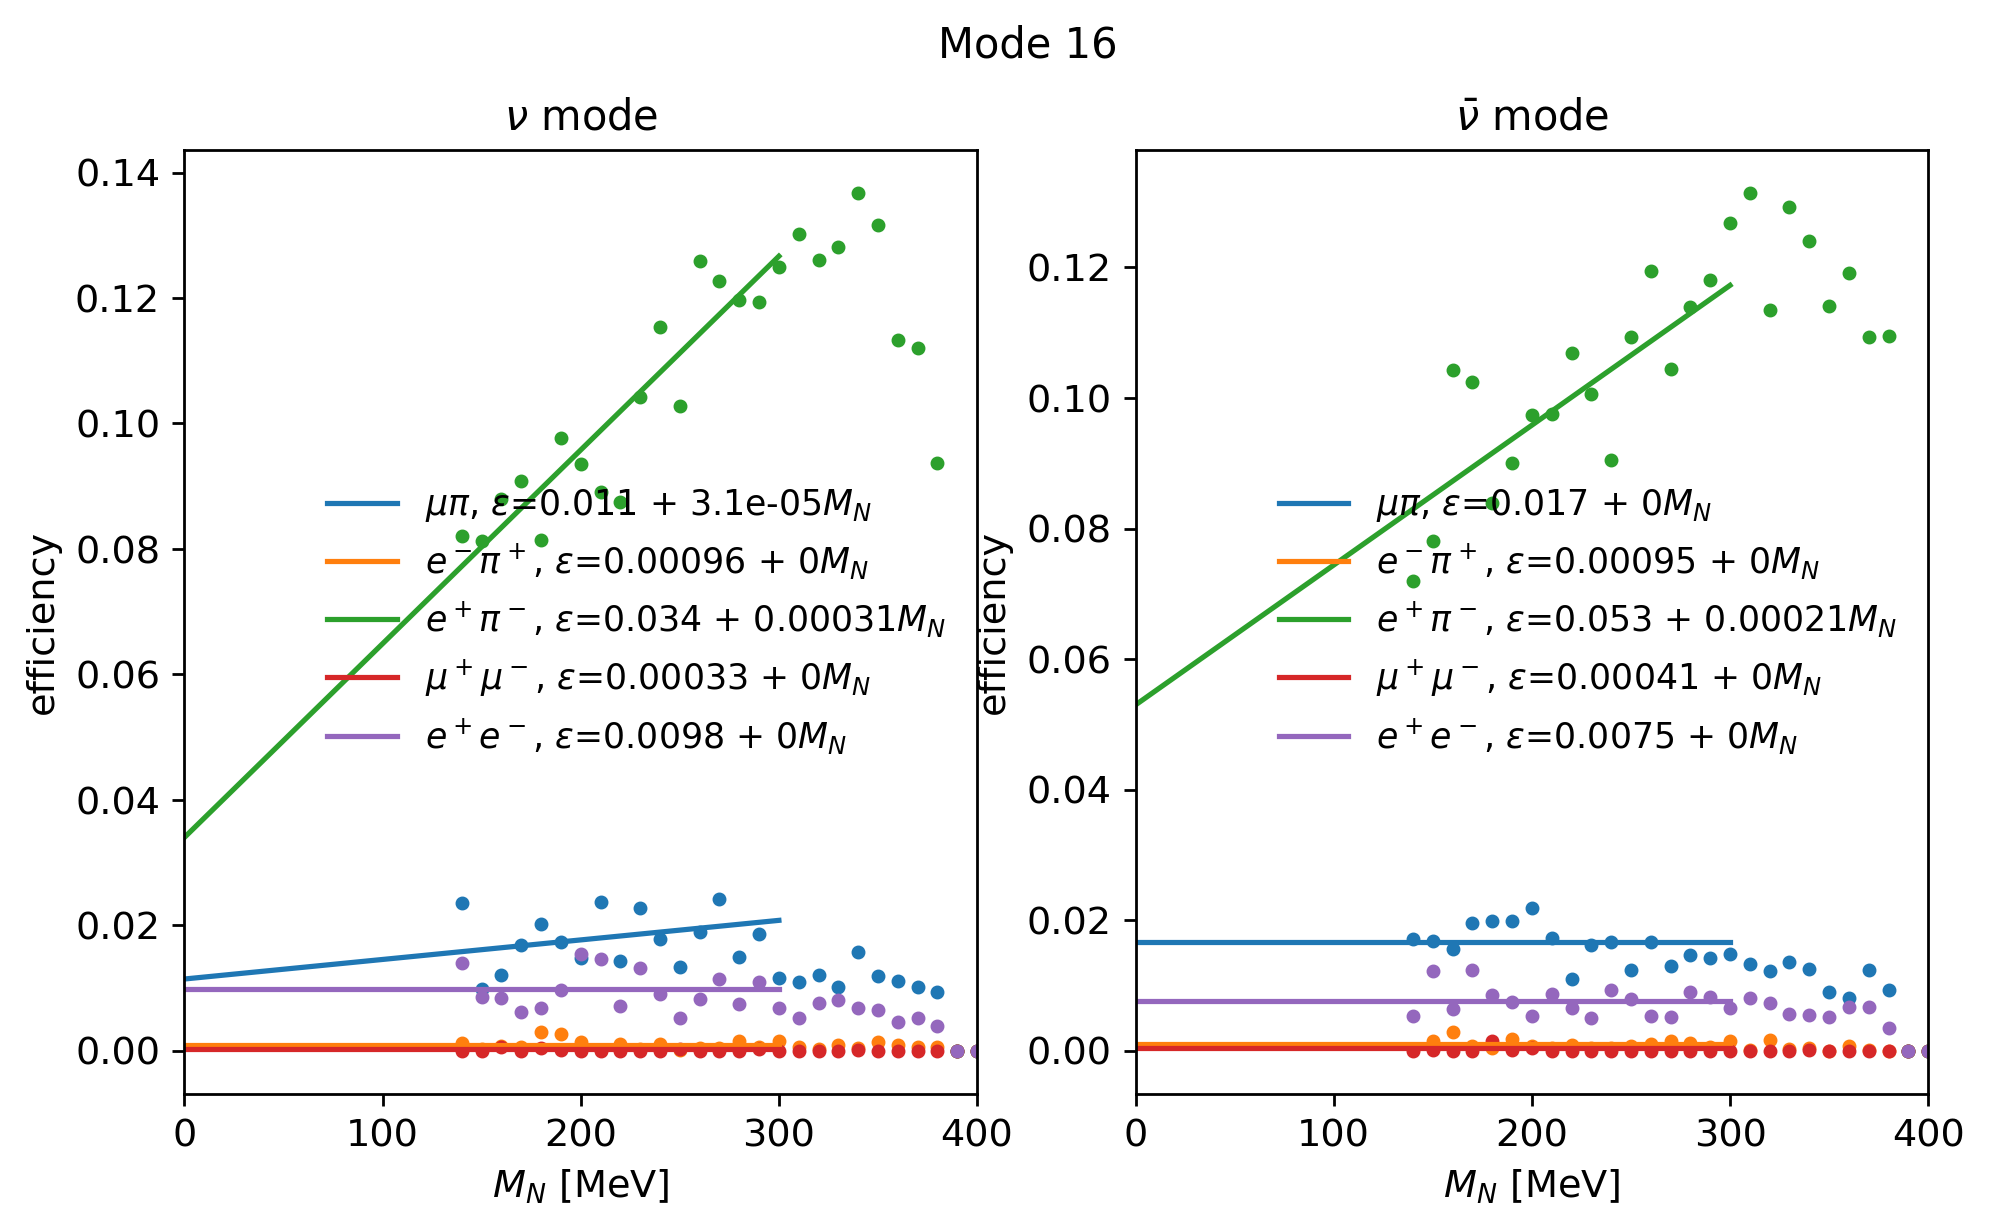 Mode 16
ν mode
0.14
0.12
0.10
0.08
0.06
0.04
0.02
0.00
efficiency
μπ, ε=0.011 + 3.1e-05M_N
e⁻π⁺, ε=0.00096 + 0M_N
e⁺π⁻, ε=0.034 + 0.00031M_N
μ⁺μ⁻, ε=0.00033 + 0M_N
e⁺e⁻, ε=0.0098 + 0M_N
0 100 200 300 400
M_N [MeV]
ν̄ mode
0.12
0.10
0.08
0.06
0.04
0.02
0.00
efficiency
μπ, ε=0.017 + 0M_N
e⁻π⁺, ε=0.00095 + 0M_N
e⁺π⁻, ε=0.053 + 0.00021M_N
μ⁺μ⁻, ε=0.00041 + 0M_N
e⁺e⁻, ε=0.0075 + 0M_N
0 100 200 300 400
M_N [MeV]